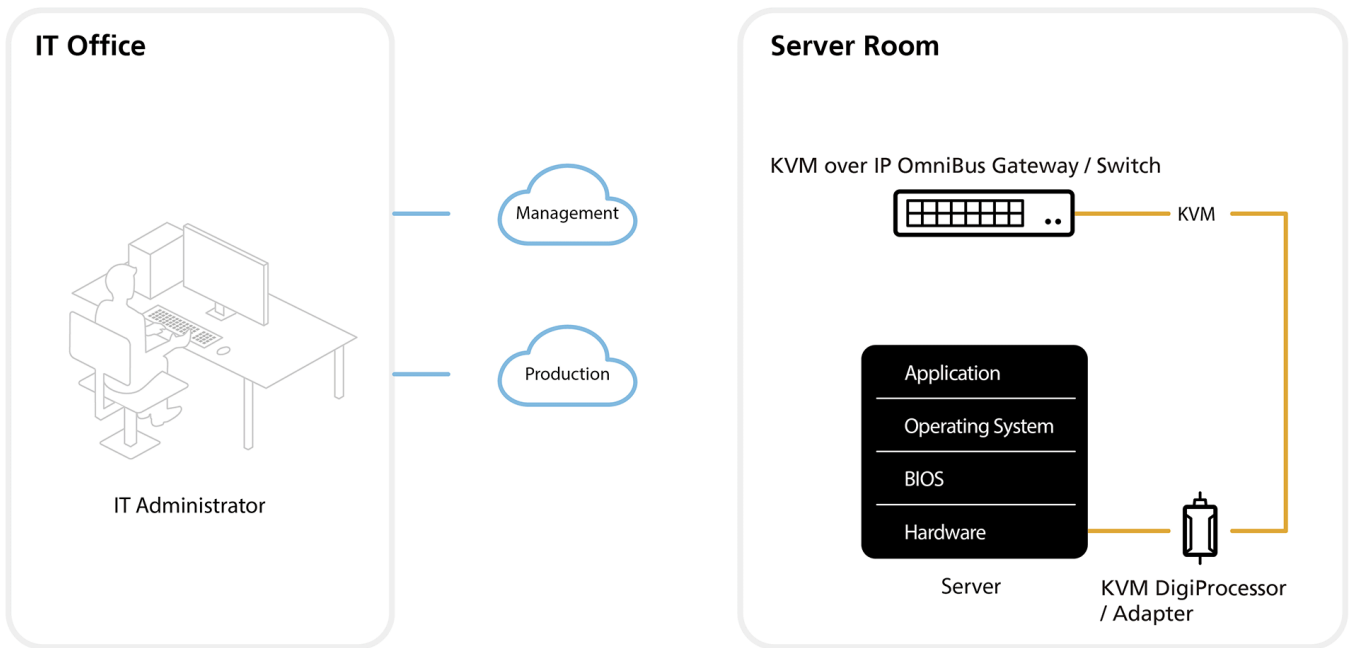 IT Office
IT Administrator
Management
Production
Server Room
KVM over IP OmniBus Gateway / Switch
KVM
Application
Operating System
BIOS
Hardware
Server
KVM DigiProcessor
/ Adapter